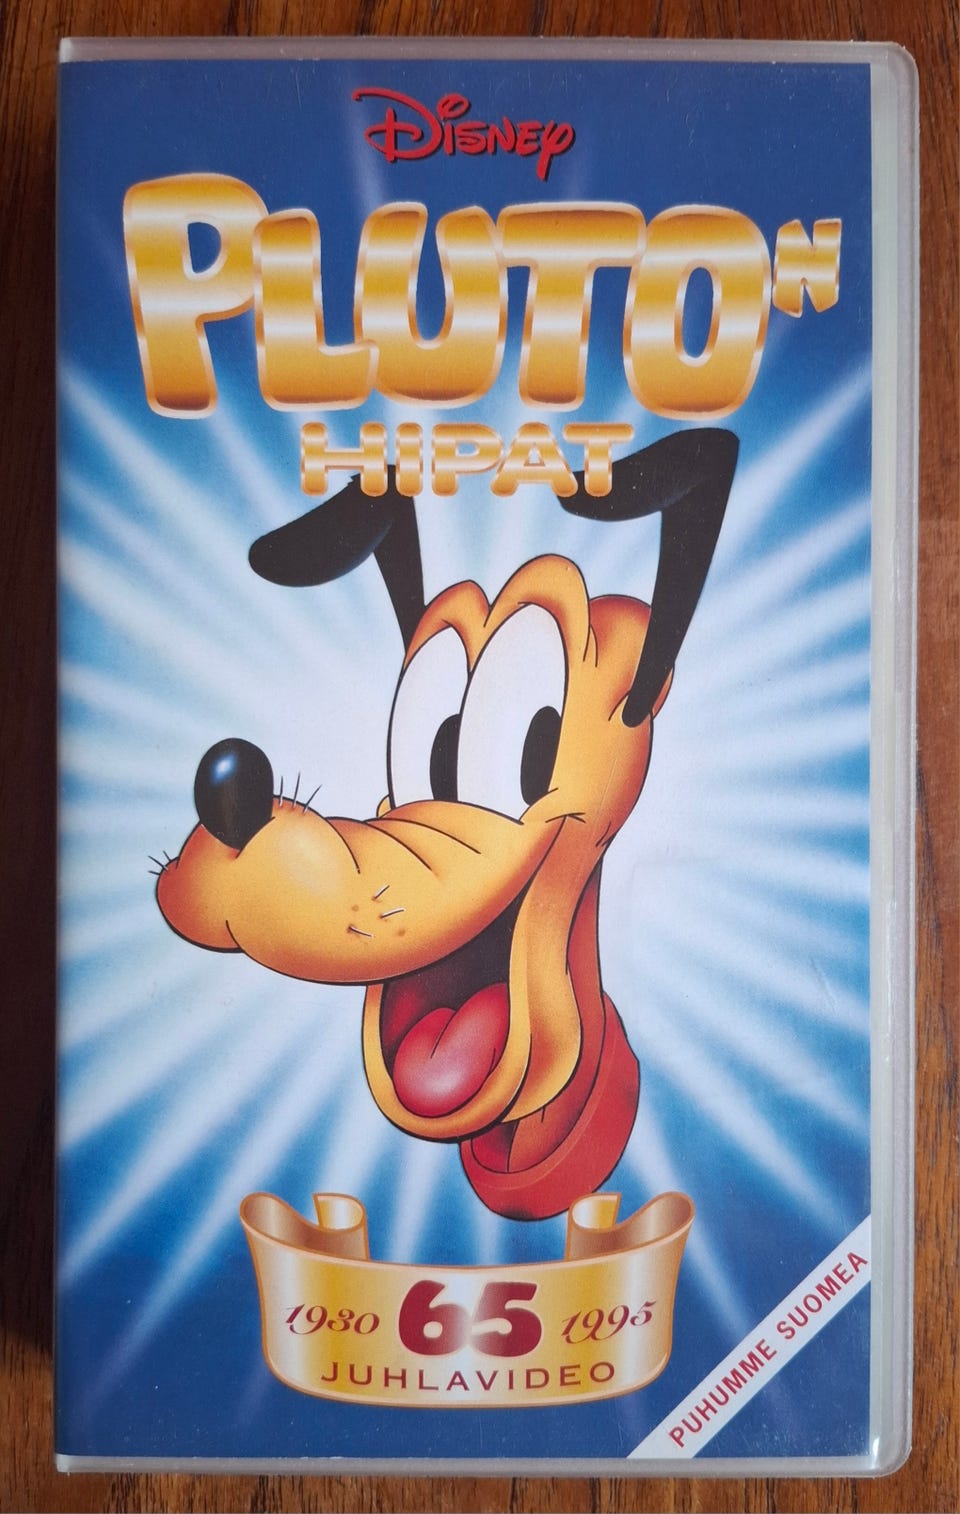 Disney
PLUTON
HIPAT
1930 65 1995
JUHLAVIDEO
PUHUMME SUOMEA